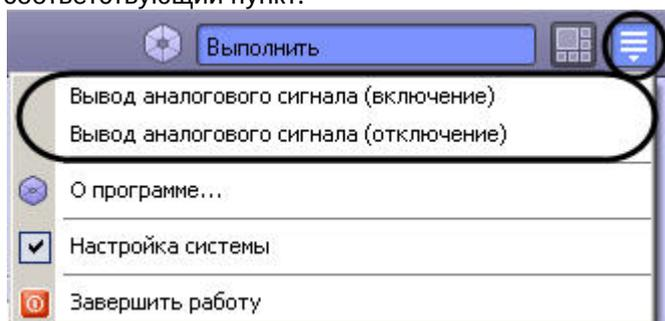 соответствующий пункт.
Выполнить
Вывод аналогового сигнала (включение)
Вывод аналогового сигнала (отключение)
О программе...
Настройка системы
Завершить работу